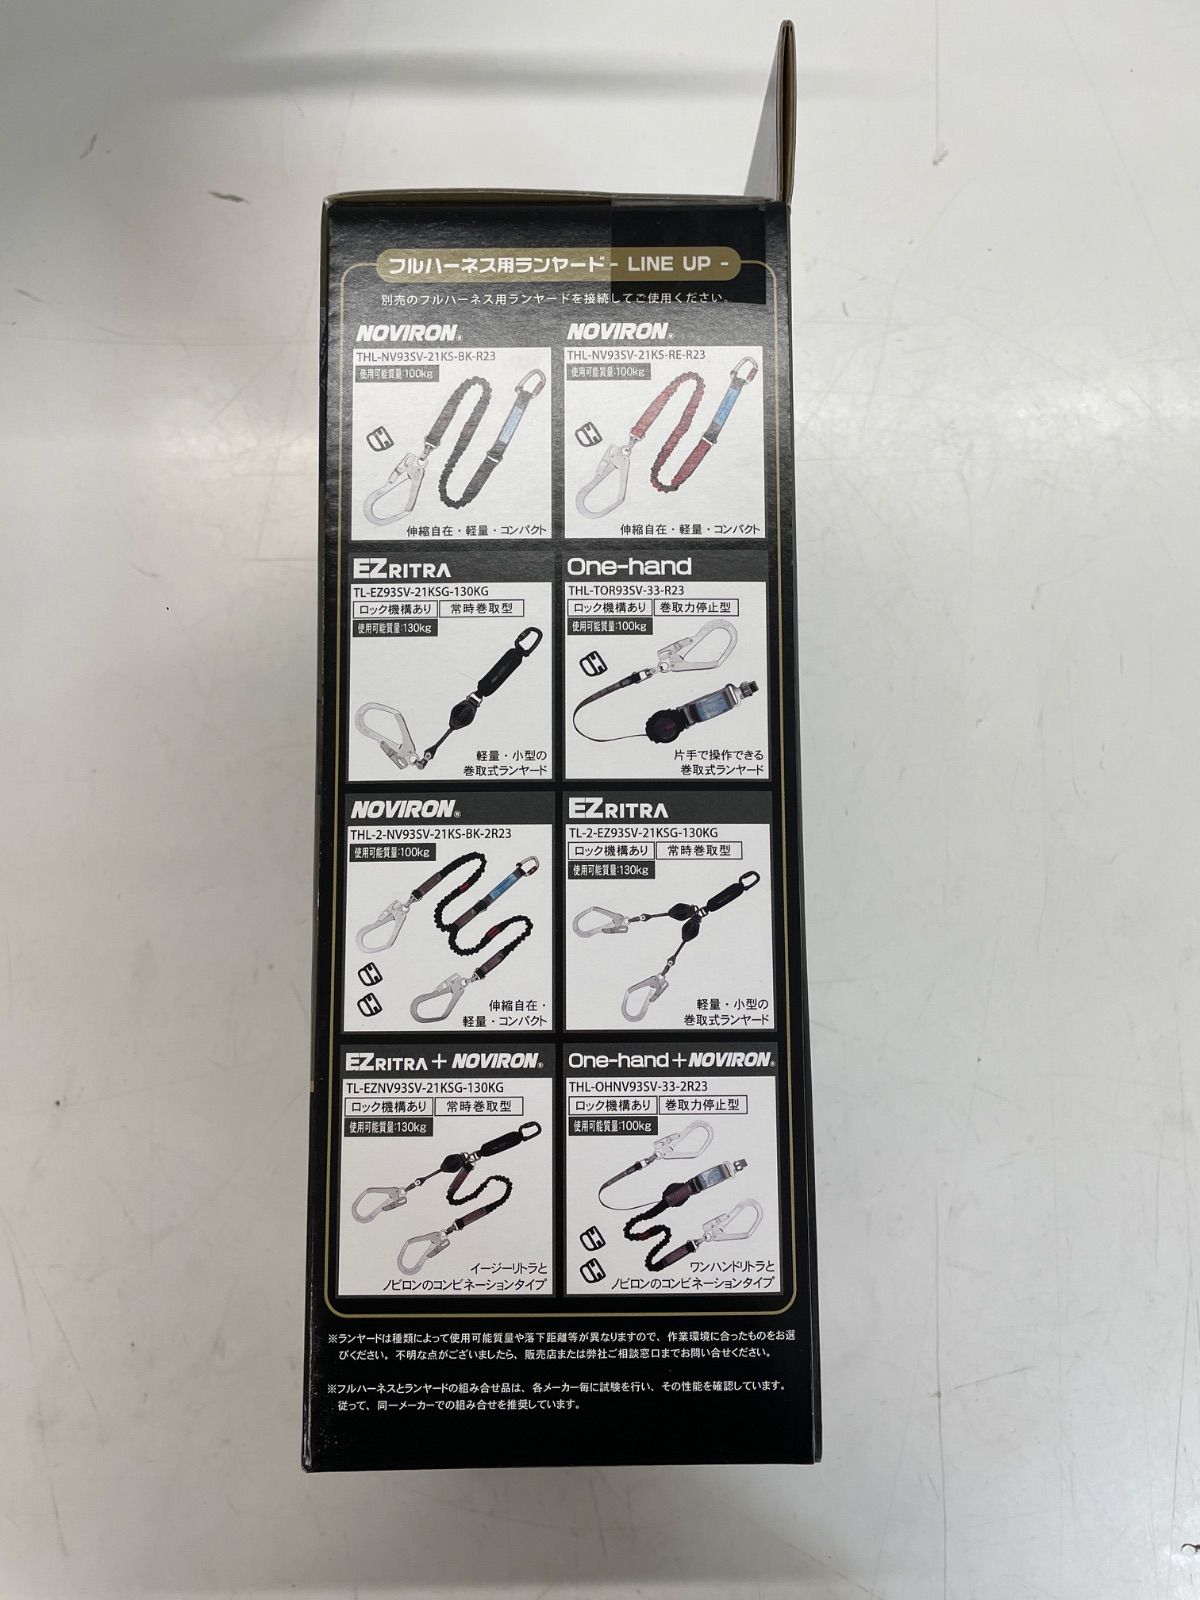 フルハーネス用ランヤード - LINE UP -
別売のフルハーネス用ランヤードを接続してご使用ください。
NOVIRON®
THL-NV93SV-21KS-BK-R23
使用可能質量:100kg
伸縮自在・軽量・コンパクト
NOVIRON®
THL-NV93SV-21KS-RE-R23
使用可能質量:100kg
伸縮自在・軽量・コンパクト
EZRITRA
TL-EZ93SV-21KSG-130KG
ロック機構あり 常時巻取型
使用可能質量:130kg
軽量・小型の
巻取式ランヤード
One-hand
THL-TOR93SV-33-R23
ロック機構あり 巻取力停止型
使用可能質量:100kg
片手で操作できる
巻取式ランヤード
NOVIRON®
THL-2-NV93SV-21KS-BK-2R23
使用可能質量:100kg
伸縮自在・
軽量・コンパクト
EZRITRA
TL-2-EZ93SV-21KSG-130KG
ロック機構あり 常時巻取型
使用可能質量:130kg
軽量・小型の
巻取式ランヤード
EZRITRA + NOVIRON®
TL-EZNV93SV-21KSG-130KG
ロック機構あり 常時巻取型
使用可能質量:130kg
イージーリトラと
ノビロンのコンビネーションタイプ
One-hand + NOVIRON®
THL-OHNV93SV-33-2R23
ロック機構あり 巻取力停止型
使用可能質量:100kg
ワンハンドリトラと
ノビロンのコンビネーションタイプ
※ランヤードは種類によって使用可能質量や落下距離等が異なりますので、作業環境に合ったものをお選
びください。不明な点がございましたら、販売店または弊社ご相談窓口までお問い合せください。
※フルハーネスとランヤードの組み合せ品は、各メーカー毎に試験を行い、その性能を確認しています。
従って、同一メーカーでの組み合せを推奨しています。